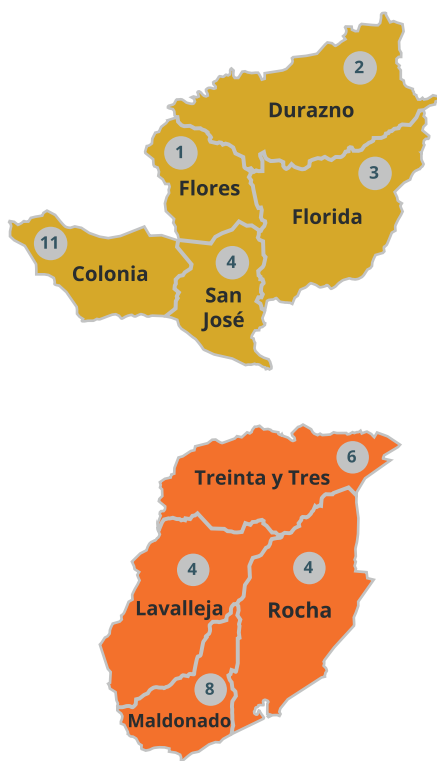 2
Durazno
1
Flores
3
Florida
11
Colonia
4
San
José
6
Treinta y Tres
4
Lavalleja
4
Rocha
8
Maldonado